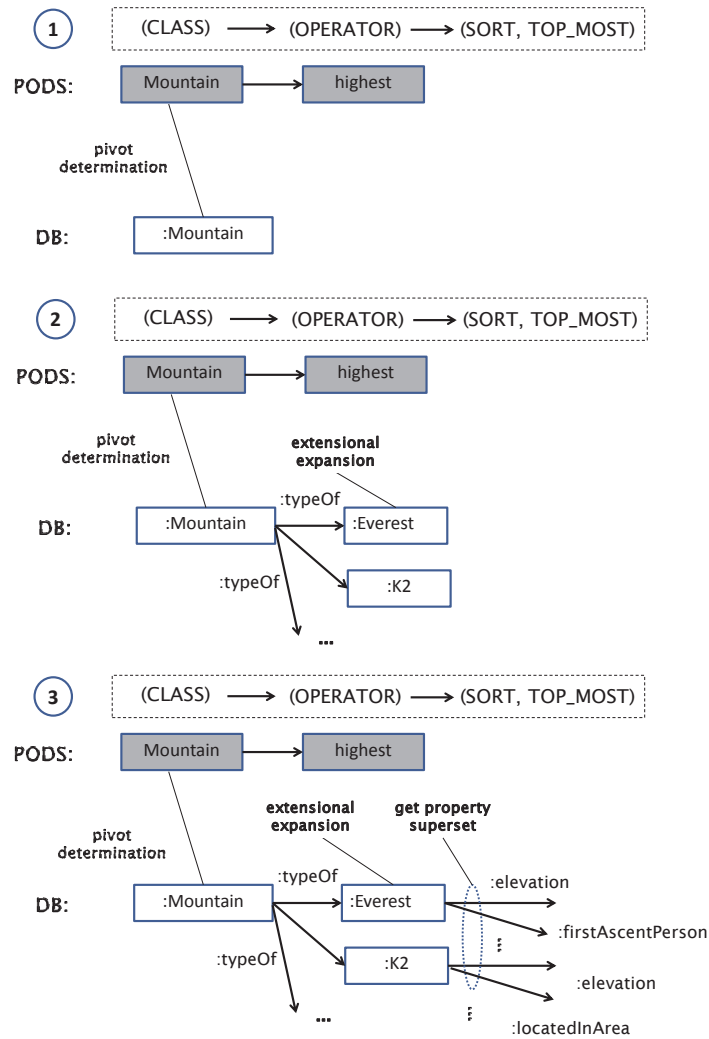 1
(CLASS) (OPERATOR) (SORT, TOP_MOST)
PODS: Mountain highest
pivot
determination
DB: :Mountain
2
(CLASS) (OPERATOR) (SORT, TOP_MOST)
PODS: Mountain highest
pivot
determination
extensional
expansion
:typeOf
DB: :Mountain :Everest
:typeOf :K2
...
3
(CLASS) (OPERATOR) (SORT, TOP_MOST)
PODS: Mountain highest
pivot
determination
extensional
expansion
get property
superset
:typeOf :elevation
DB: :Mountain :Everest
:firstAscentPerson
...
:typeOf :K2
:elevation
... ...
:locatedInArea